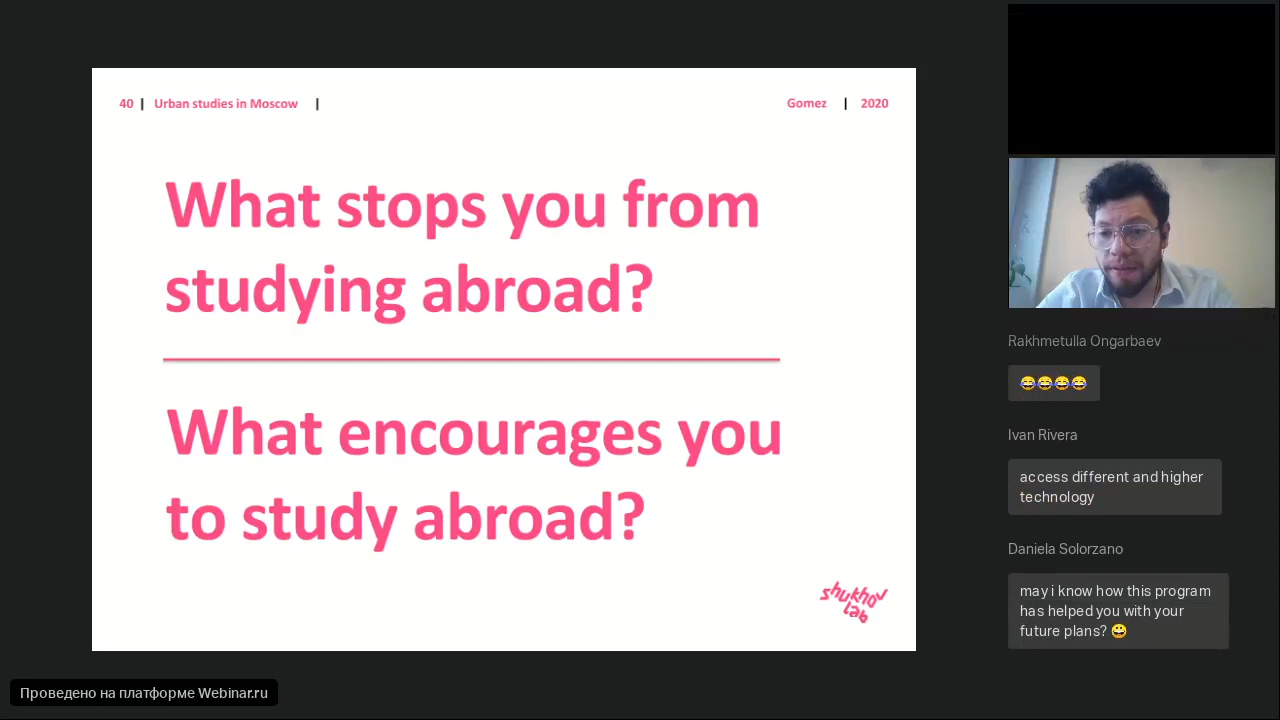 40 | Urban studies in Moscow |
Gomez | 2020
What stops you from
studying abroad?
What encourages you
to study abroad?
shukhov
lab
Rakhmetulla Ongarbaev
😂😂😂😂
Ivan Rivera
access different and higher
technology
Daniela Solorzano
may i know how this program
has helped you with your
future plans? 😀
Проведено на платформе Webinar.ru